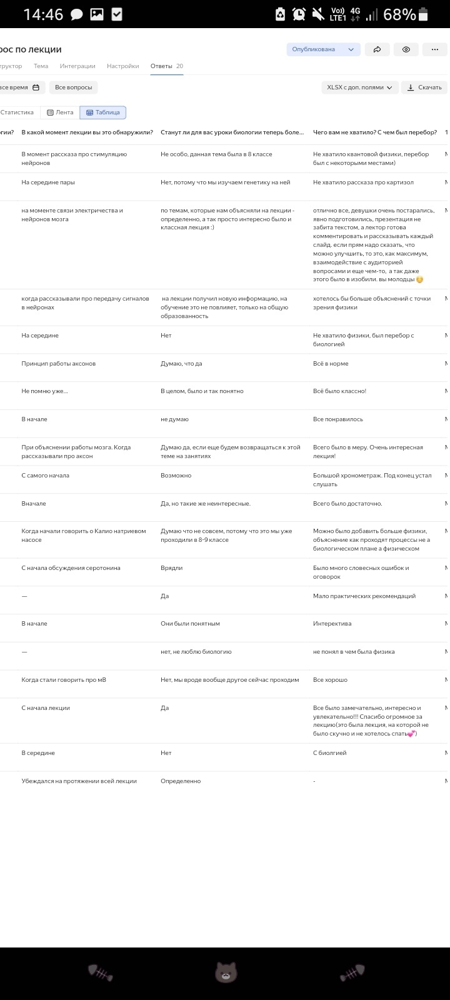 14:46
Vo)) 4G 68%
LTE1
рос по лекции
Опубликована
труктор Тема Интеграции Настройки Ответы 20
все время Все вопросы XLSX с доп. полями Скачать
Статистика Лента Таблица
гии? В какой момент лекции вы это обнаружили? Станут ли для вас уроки биологии теперь боле... Чего вам не хватило? С чем был перебор? 1
В момент рассказа про стимуляцию
нейронов
Не особо, данная тема была в 8 классе
Не хватило квантовой физики, перебор
был с некоторыми местами)
На середине пары
Нет, потому что мы изучаем генетику на ней
Не хватило рассказа про картизол
на моменте связи электричества и
нейронов мозга
по темам, которые нам объясняли на лекции -
определенно, а так просто интересно было и
классная лекция :)
отлично все, девушки очень постарались,
явно подготовились, презентация не
забита текстом, а лектор готова
комментировать и рассказывать каждый
слайд. если прям надо сказать, что
можно улучшить, то это, как максимум,
взаимодействие с аудиторией
вопросами и еще чем-то, а так даже
этого было в изобили. вы молодцы 😊
когда рассказывали про передачу сигналов
в нейронах
на лекции получил новую информацию, на
обучение это не повлияет, только на общую
образованность
хотелось бы больше объяснений с точки
зрения физики
На середине
Нет
Не хватило физики, был перебор с
биологией
Принцип работы аксонов
Думаю, что да
Всё в норме
Не помню уже...
В целом, было и так понятно
Всё было классно!
В начале
не думаю
Все понравилось
При объяснении работы мозга. Когда
рассказывали про аксон
Думаю да, если еще будем возвращаться к этой
теме на занятиях
Всего было в меру. Очень интересная
лекция!
С самого начала
Возможно
Большой хронометраж. Под конец устал
слушать
Вначале
Да, но такие же неинтересные.
Всего было достаточно.
Когда начали говорить о Калио натриевом
насосе
Думаю что не совсем, потому что это мы уже
проходили в 8-9 классе
Можно было добавить больше физики,
объяснение как проходят процессы не а
биологическом плане а физическом
С начала обсуждения серотонина
Врядли
Было много словесных ошибок и
оговорок
—
Да
Мало практических рекомендаций
В начале
Они были понятным
Интеректива
—
нет, не люблю биологию
не понял в чем была физика
Когда стали говорить про мВ
Нет, мы вроде вообще другое сейчас проходим
Все хорошо
С начала лекции
Да
Все было замечательно, интересно и
увлекательно!!! Спасибо огромное за
лекцию(это была лекция, на которой не
было скучно и не хотелось спать💕)
В середине
Нет
С биолгией
Убеждался на протяжении всей лекции
Определенно
-